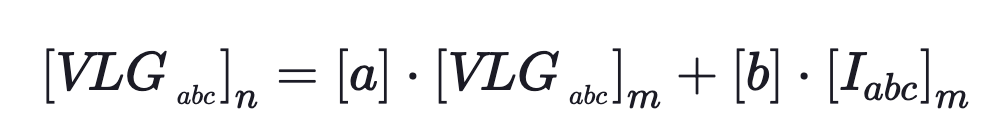 [VLG abc]n = [a] · [VLG abc]m + [b] · [Iabc]m